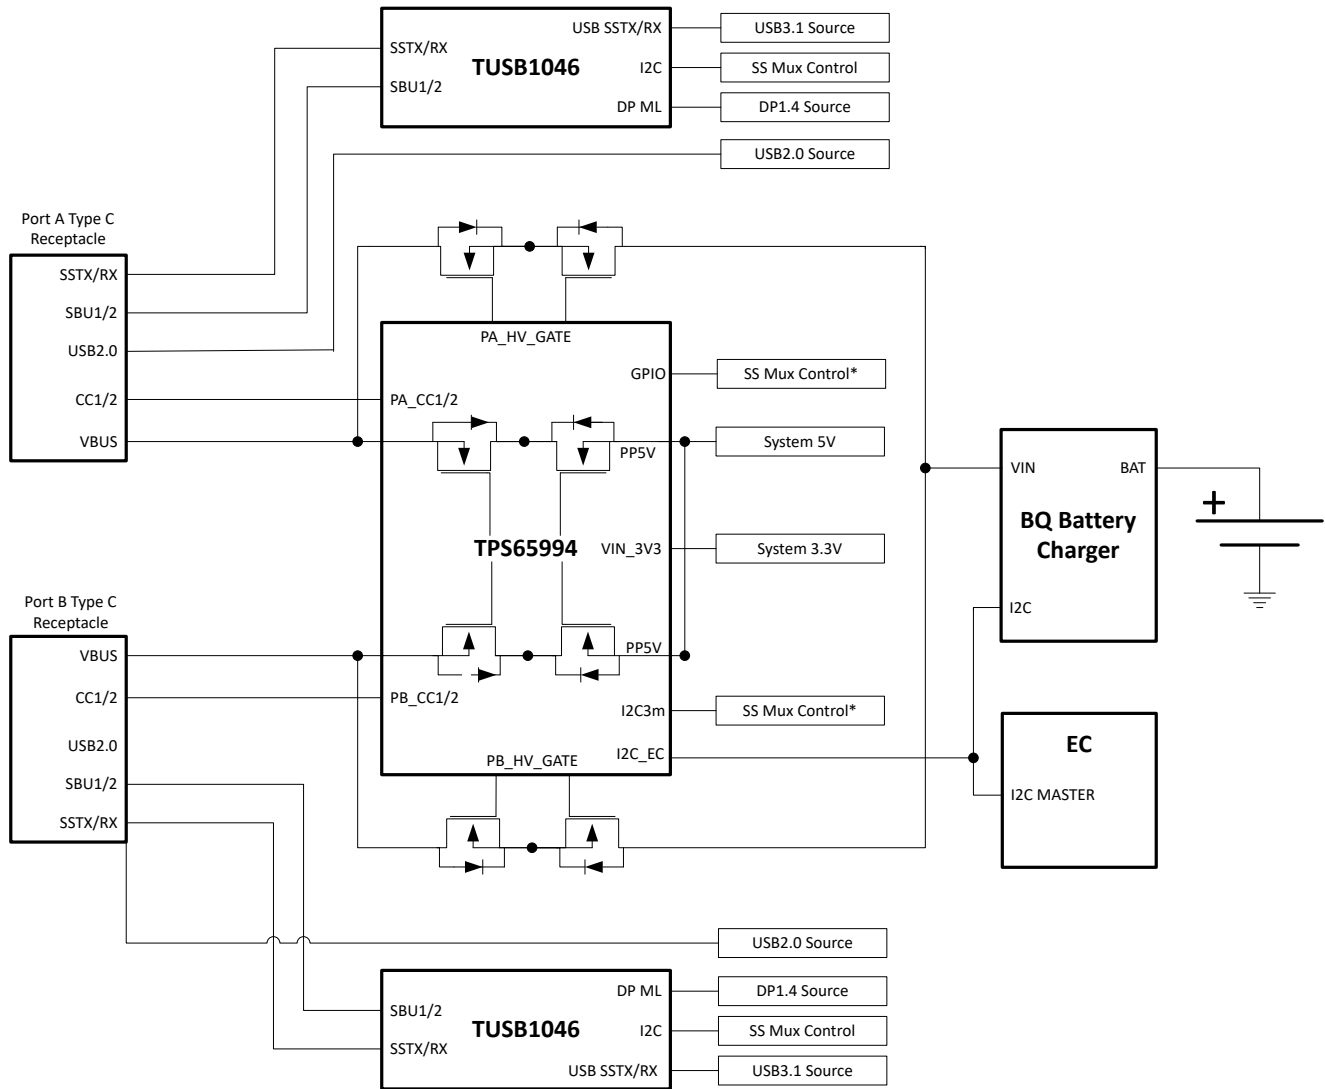 USB SSTX/RX
USB3.1 Source
SSTX/RX
TUSB1046
I2C
SS Mux Control
SBU1/2
DP ML
DP1.4 Source
USB2.0 Source
Port A Type C
Receptacle
SSTX/RX
SBU1/2
USB2.0
CC1/2
VBUS
PA_HV_GATE
GPIO
SS Mux Control*
PA_CC1/2
PP5V
System 5V
TPS65994
VIN_3V3
System 3.3V
VIN
BAT
BQ Battery
Charger
I2C
+
Port B Type C
Receptacle
VBUS
CC1/2
USB2.0
SBU1/2
SSTX/RX
PP5V
PB_CC1/2
I2C3m
SS Mux Control*
PB_HV_GATE
I2C_EC
EC
I2C MASTER
USB2.0 Source
DP ML
DP1.4 Source
SBU1/2
TUSB1046
I2C
SS Mux Control
SSTX/RX
USB SSTX/RX
USB3.1 Source